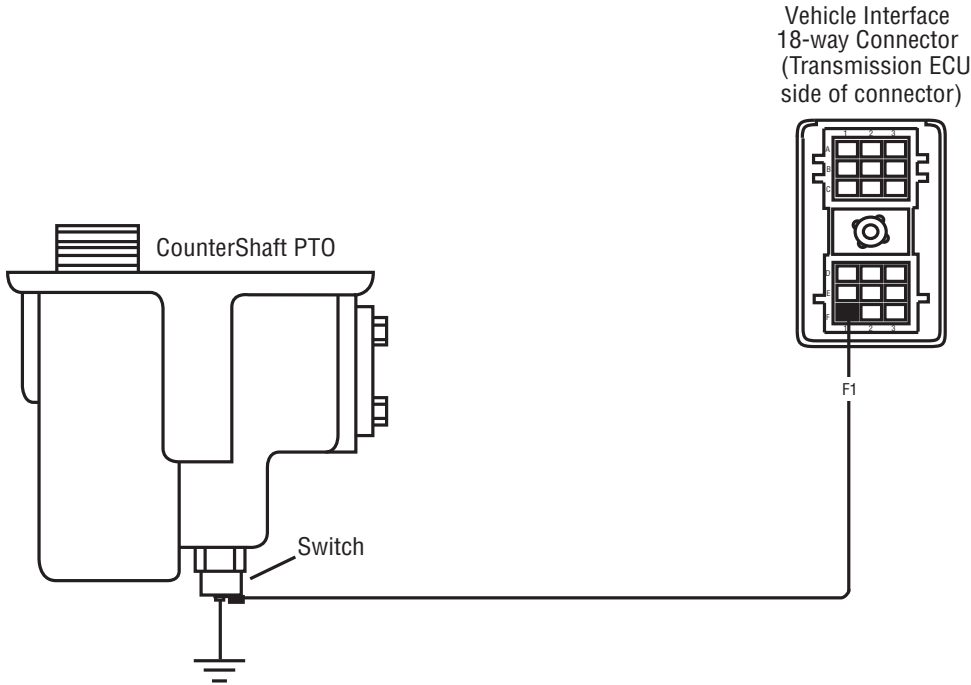 Vehicle Interface
18-way Connector
(Transmission ECU
side of connector)
1 2 3
A
B
C
D
E
F
1 2 3
F1
CounterShaft PTO
Switch